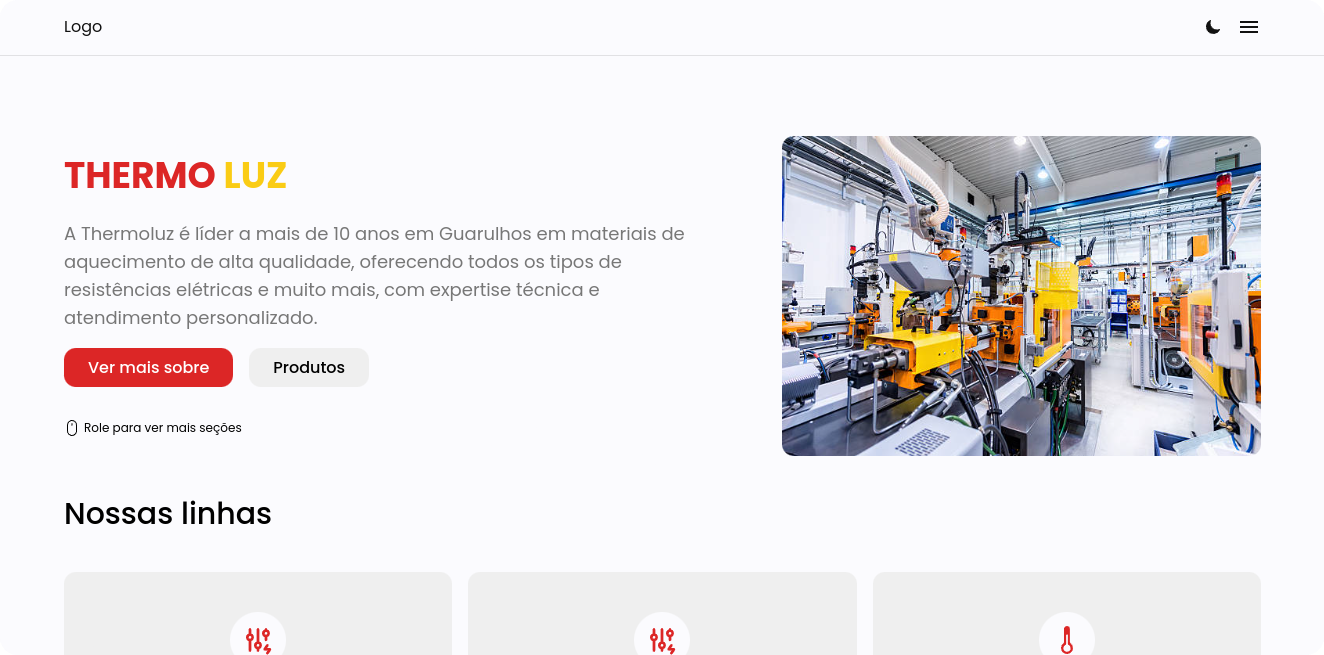 Logo
THERMO LUZ
A Thermoluz é líder a mais de 10 anos em Guarulhos em materiais de
aquecimento de alta qualidade, oferecendo todos os tipos de
resistências elétricas e muito mais, com expertise técnica e
atendimento personalizado.
Ver mais sobre
Produtos
Role para ver mais seções
Nossas linhas